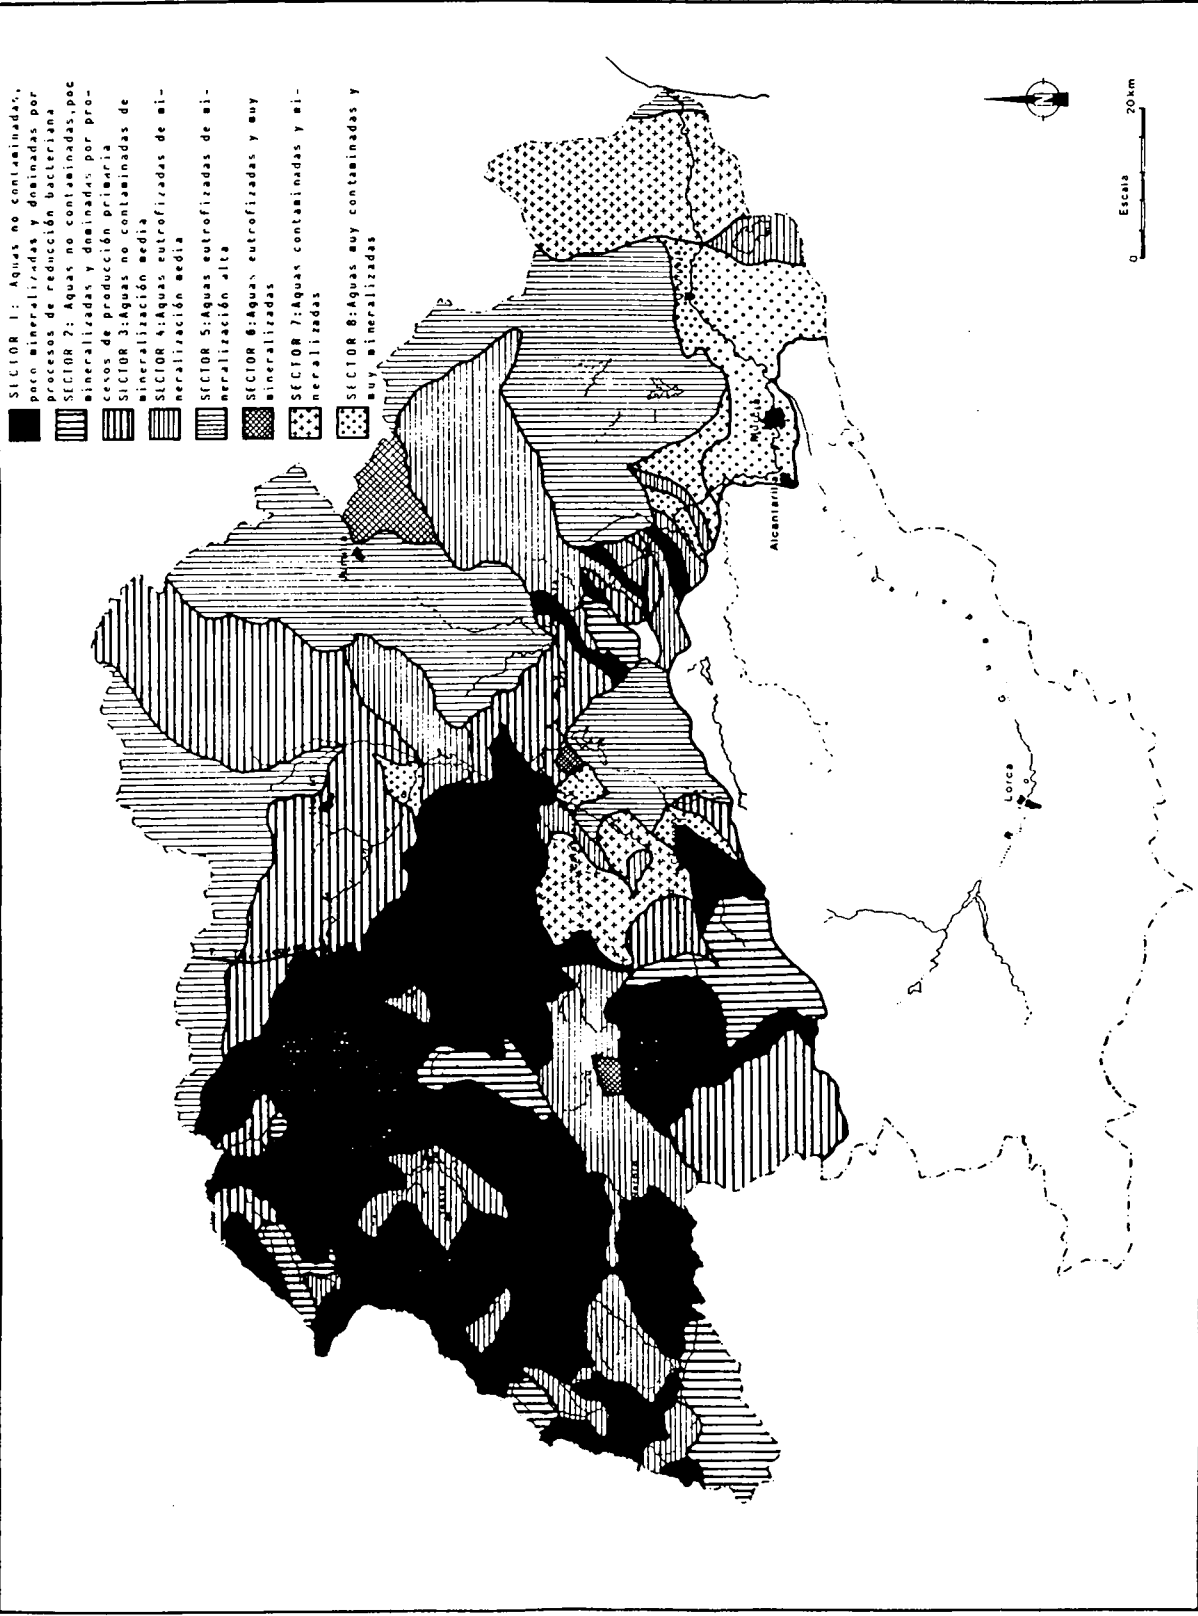 SECTOR 1: Aguas no contaminadas,
poco mineralizadas y dominadas por
procesos de reducción bacteriana
SECTOR 2: Aguas no contaminadas, poc
mineralizadas y dominadas por pro-
cesos de producción primaria
SECTOR 3:Aguas no contaminadas de
mineralización media
SECTOR 4:Aguas eutrofizadas de mi-
neralización media
SECTOR 5:Aguas eutrofizadas de mi-
neralización alta
SECTOR 6:Aguas eutrofizadas y muy
mineralizadas
SECTOR 7:Aguas contaminadas y mi-
neralizadas
SECTOR 8:Aguas muy contaminadas y
muy mineralizadas
N
Escala
0 20 km
Alcantarilla
Lorca